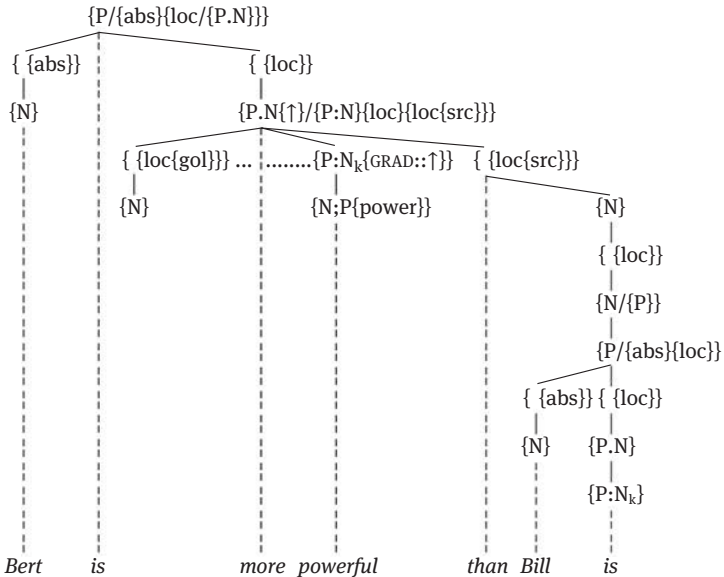 {P/{abs}{loc/{P.N}}}
{ {abs}} { {loc}}
{N} {P.N{↑}/{P:N}{loc}{loc{src}}}
{ {loc{gol}}} ... ........{P:Nₖ{GRAD::↑}} { {loc{src}}}
{N} {N;P{power}} {N}
{ {loc}}
{N/{P}}
{P/{abs}{loc}}
{ {abs}} { {loc}}
{N} {P.N}
{P:Nₖ}
Bert is more powerful than Bill is